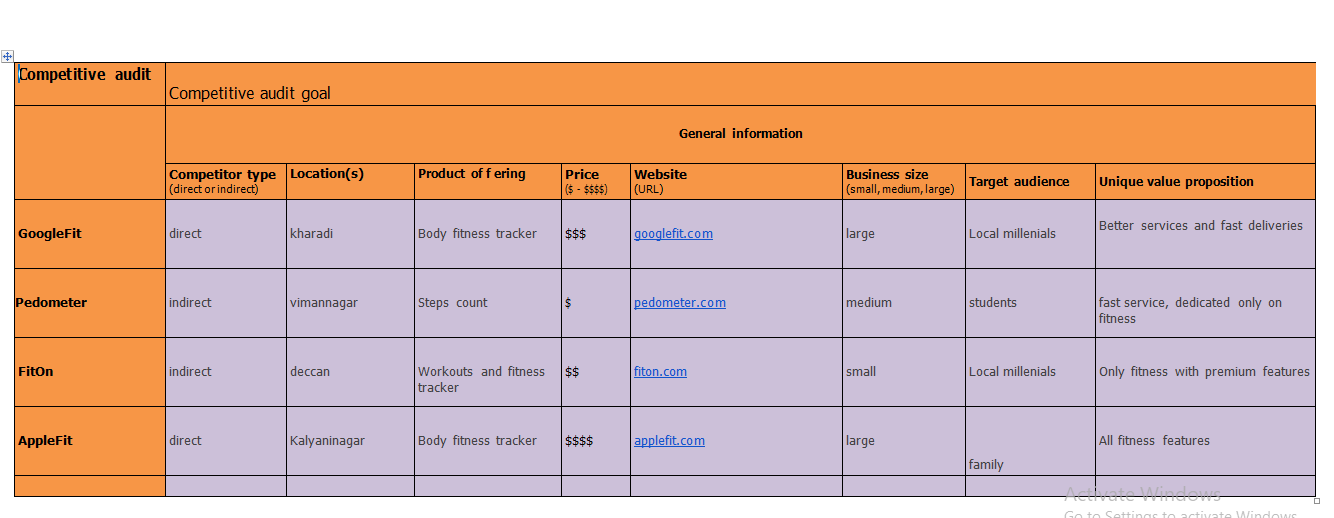 Competitive audit
Competitive audit goal
General information
Competitor type
(direct or indirect)
Location(s)
Product offering
Price
($ - $$$$)
Website
(URL)
Business size
(small, medium, large)
Target audience
Unique value proposition
GoogleFit
direct
kharadi
Body fitness tracker
$$$
googlefit.com
large
Local millenials
Better services and fast deliveries
Pedometer
indirect
vimannagar
Steps count
$
pedometer.com
medium
students
fast service, dedicated only on
fitness
FitOn
indirect
deccan
Workouts and fitness
tracker
$$
fiton.com
small
Local millenials
Only fitness with premium features
AppleFit
direct
Kalyaninagar
Body fitness tracker
$$$$
applefit.com
large
family
All fitness features
Activate Windows
Go to Settings to activate Windows.